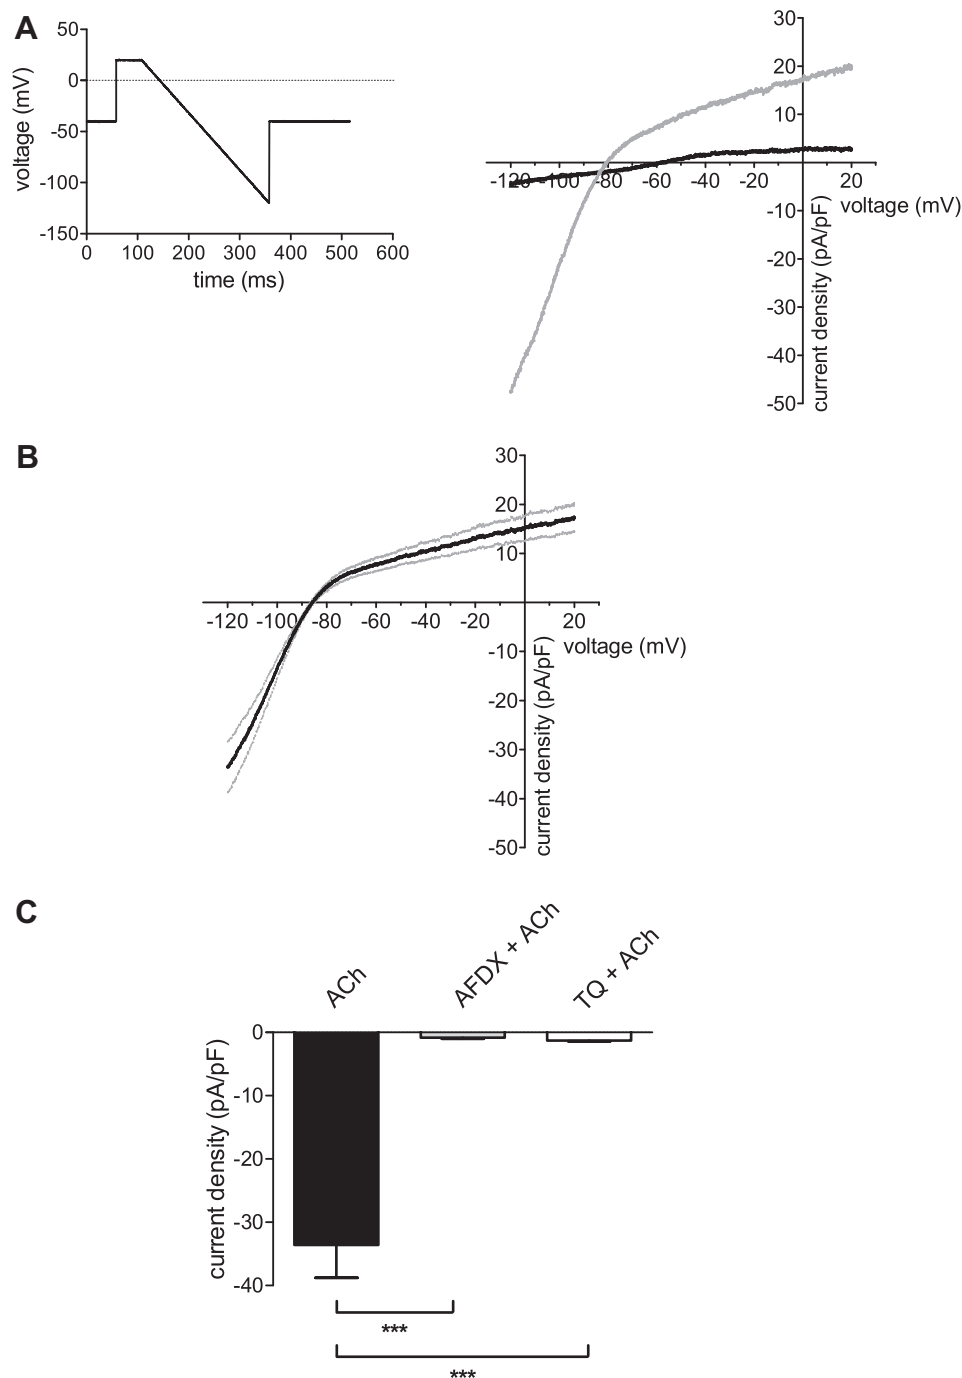 A
50
0
-50
-100
-150
voltage (mV)
0 100 200 300 400 500 600
time (ms)
30
20
10
-120 -100 -80 -60 -40 -20 20
voltage (mV)
-10
-20
-30
-40
-50
current density (pA/pF)
B
30
20
10
-120 -100 -80 -60 -40 -20 20
voltage (mV)
-10
-20
-30
-40
-50
current density (pA/pF)
C
ACh
AFDX + ACh
TQ + ACh
0
-10
-20
-30
-40
current density (pA/pF)
***
***